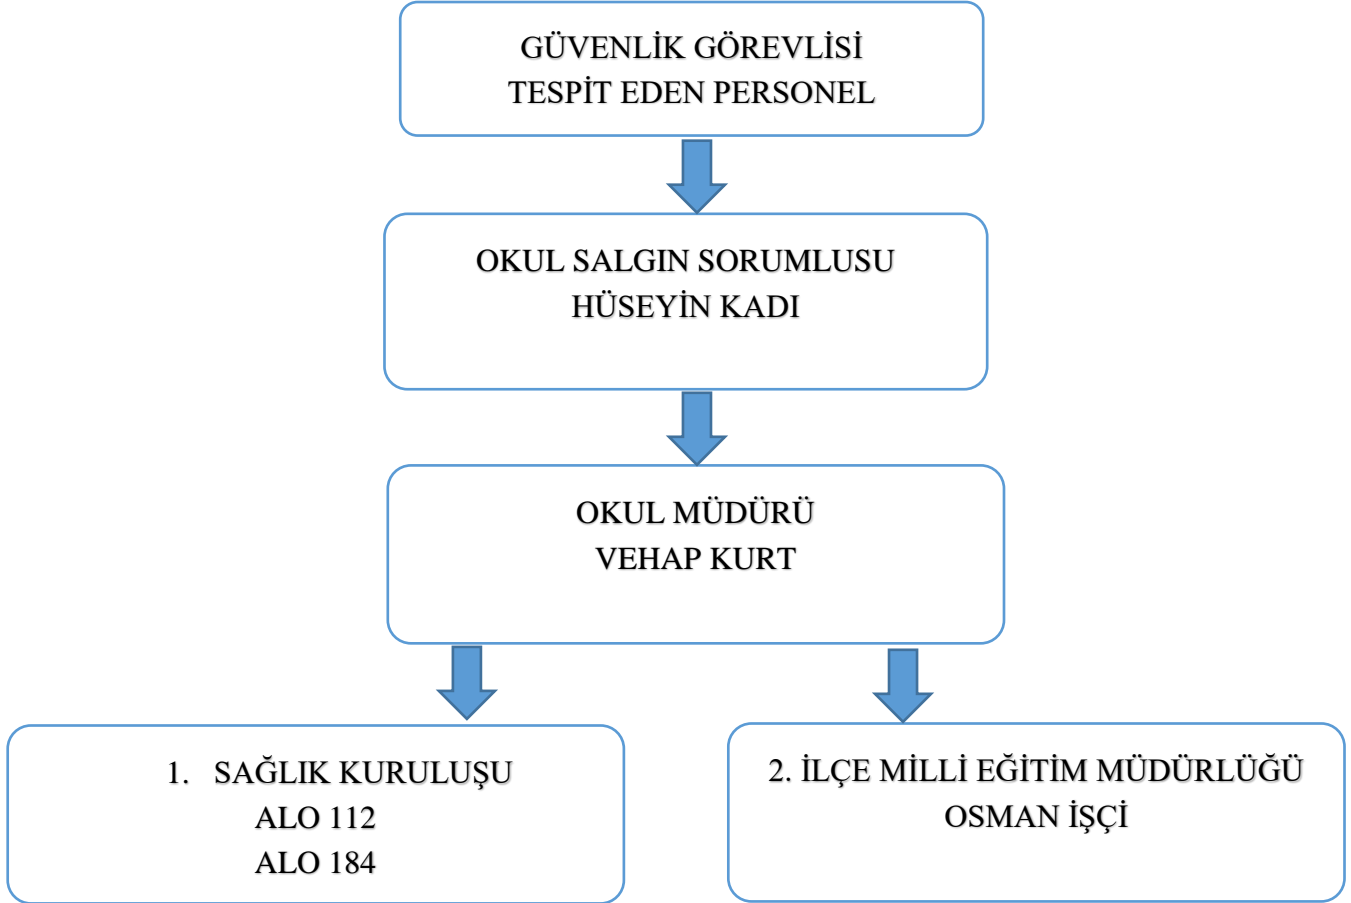 GÜVENLİK GÖREVLİSİ
TESPİT EDEN PERSONEL
OKUL SALGIN SORUMLUSU
HÜSEYİN KADI
OKUL MÜDÜRÜ
VEHAP KURT
1. SAĞLIK KURULUŞU
ALO 112
ALO 184
2. İLÇE MİLLİ EĞİTİM MÜDÜRLÜĞÜ
OSMAN İŞÇİ